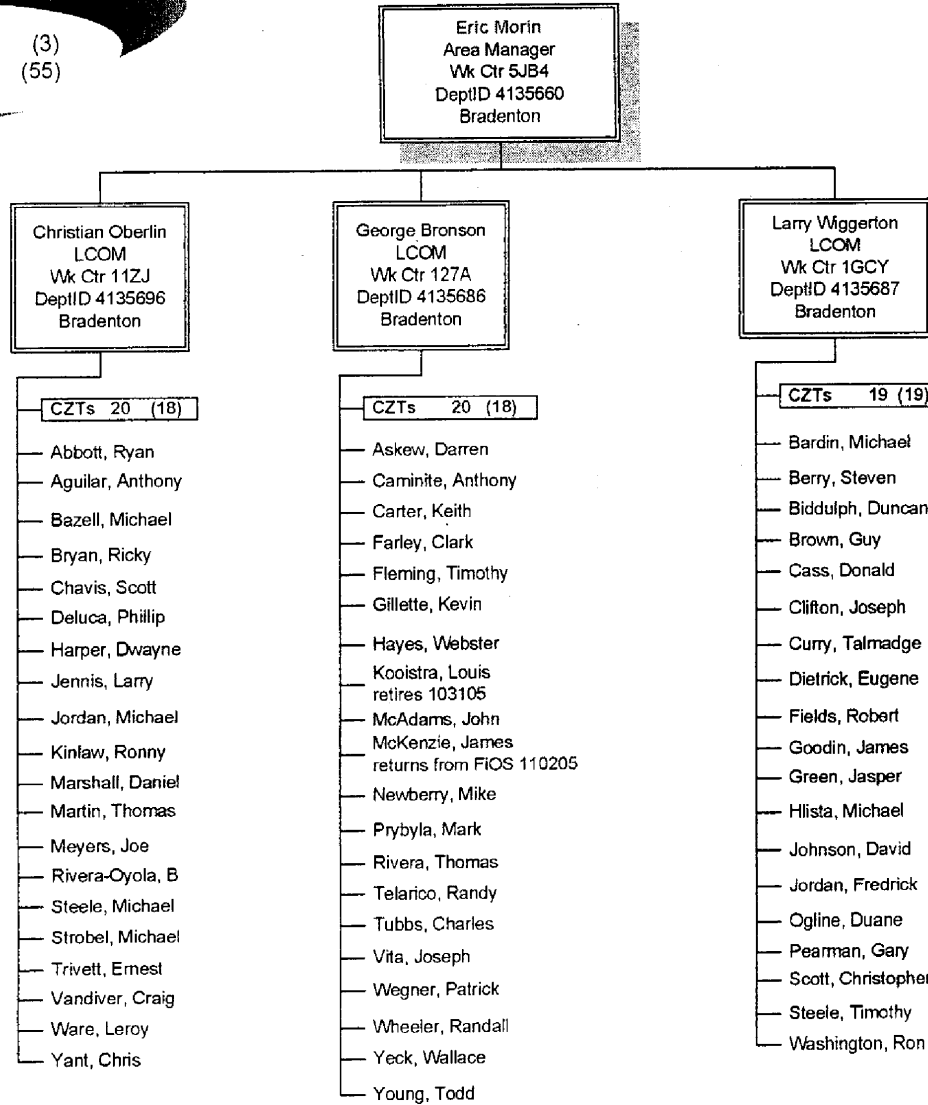 (3)
(55)
Eric Morin
Area Manager
Wk Ctr 5JB4
DeptID 4135660
Bradenton
Christian Oberlin
LCOM
Wk Ctr 11ZJ
DeptID 4135696
Bradenton
CZTs 20 (18)
Abbott, Ryan
Aguilar, Anthony
Bazell, Michael
Bryan, Ricky
Chavis, Scott
Deluca, Phillip
Harper, Dwayne
Jennis, Larry
Jordan, Michael
Kinlaw, Ronny
Marshall, Daniel
Martin, Thomas
Meyers, Joe
Rivera-Oyola, B
Steele, Michael
Strobel, Michael
Trivett, Ernest
Vandiver, Craig
Ware, Leroy
Yant, Chris
George Bronson
LCOM
Wk Ctr 127A
DeptID 4135686
Bradenton
CZTs 20 (18)
Askew, Darren
Caminite, Anthony
Carter, Keith
Farley, Clark
Fleming, Timothy
Gillette, Kevin
Hayes, Webster
Kooistra, Louis
retires 103105
McAdams, John
McKenzie, James
returns from FiOS 110205
Newberry, Mike
Prybyla, Mark
Rivera, Thomas
Telarico, Randy
Tubbs, Charles
Vita, Joseph
Wegner, Patrick
Wheeler, Randall
Yeck, Wallace
Young, Todd
Larry Wiggerton
LCOM
Wk Ctr 1GCY
DeptID 4135687
Bradenton
CZTs 19 (19)
Bardin, Michael
Berry, Steven
Biddulph, Duncan
Brown, Guy
Cass, Donald
Clifton, Joseph
Curry, Talmadge
Dietrick, Eugene
Fields, Robert
Goodin, James
Green, Jasper
Hlista, Michael
Johnson, David
Jordan, Fredrick
Ogline, Duane
Pearman, Gary
Scott, Christopher
Steele, Timothy
Washington, Ron